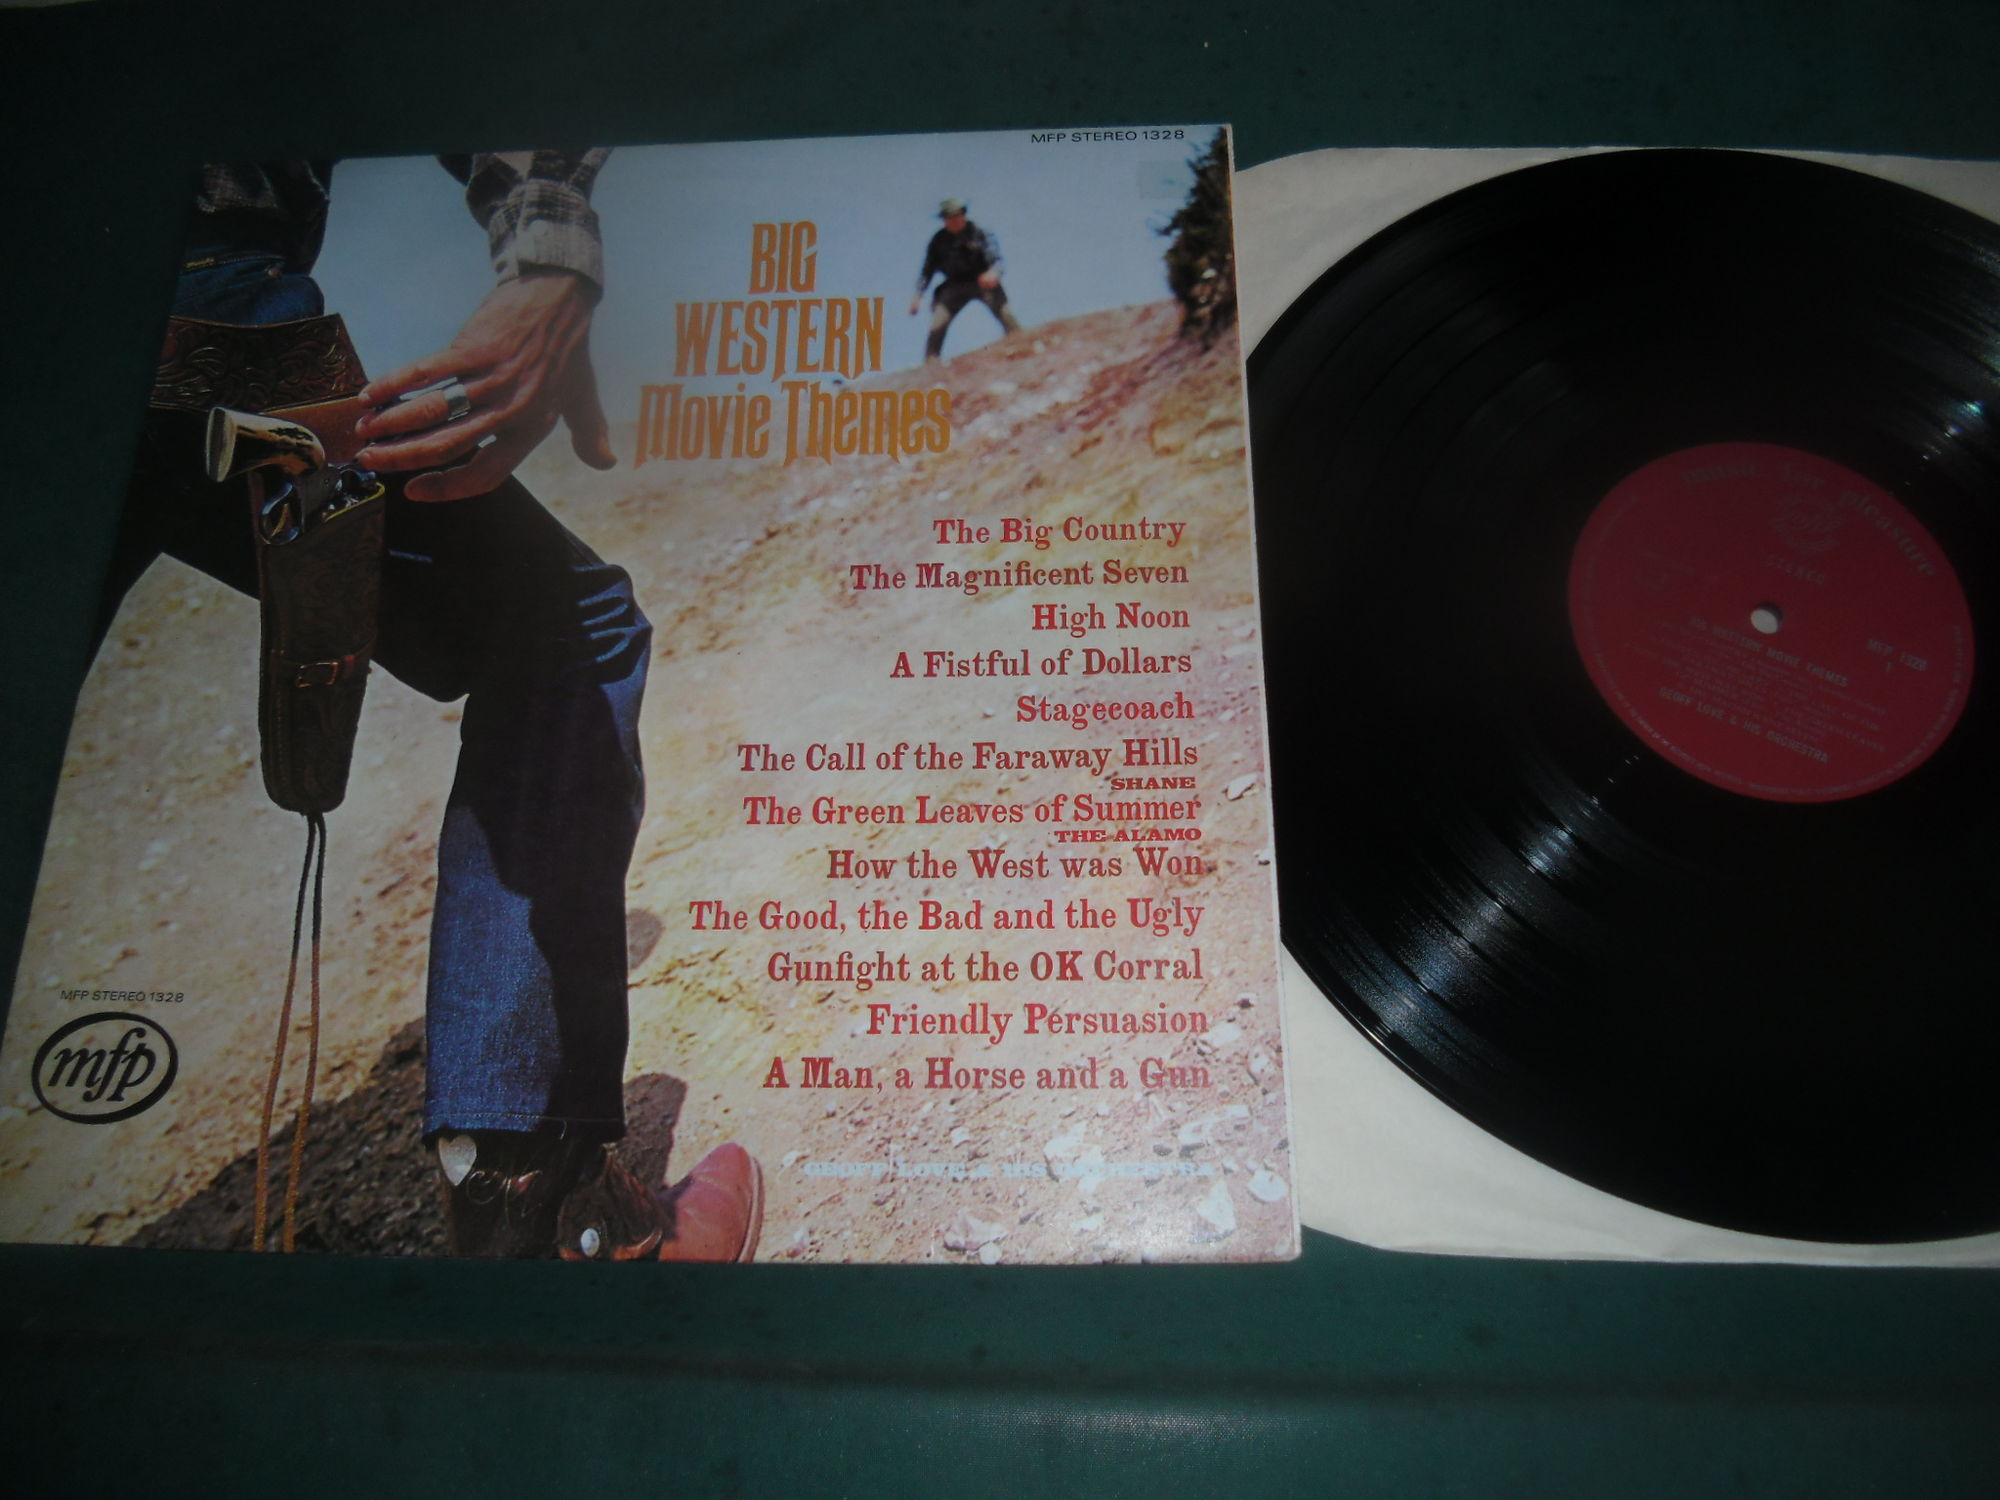 MFP STEREO 1328
BIG
WESTERN
Movie Themes
The Big Country
The Magnificent Seven
High Noon
A Fistful of Dollars
Stagecoach
The Call of the Faraway Hills
SHANE
The Green Leaves of Summer
THE ALAMO
How the West was Won
The Good, the Bad and the Ugly
Gunfight at the OK Corral
Friendly Persuasion
A Man, a Horse and a Gun
GEOFF LOVE & HIS ORCHESTRA
MFP STEREO 1328
mfp
music for pleasure
STEREO
MFP 1328
1
BIG WESTERN MOVIE THEMES
GEOFF LOVE & HIS ORCHESTRA